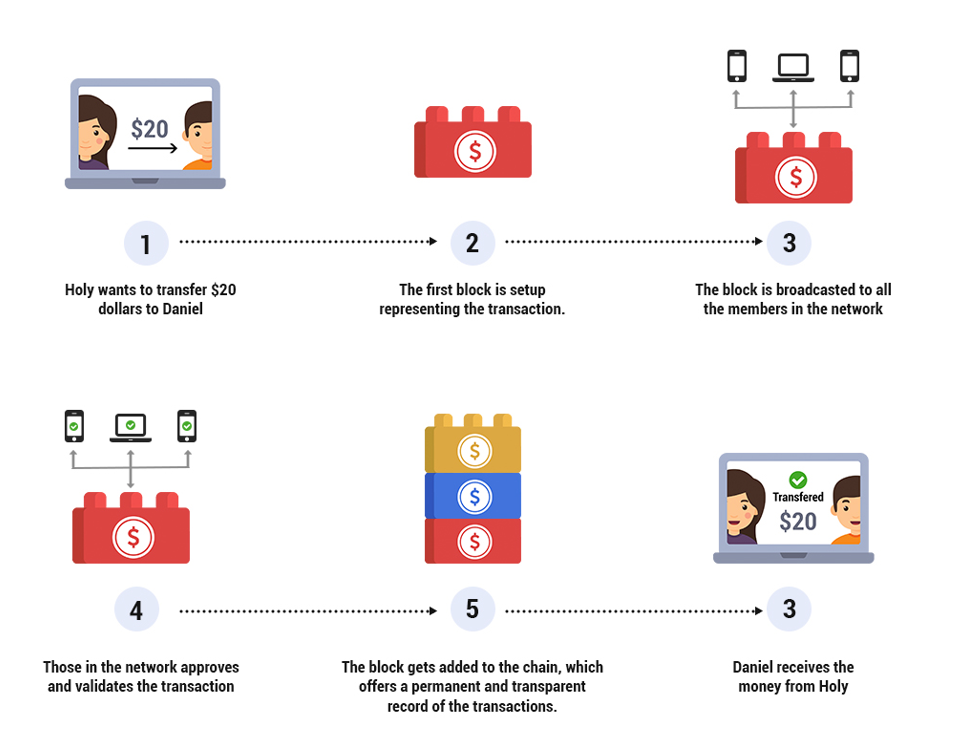 $20
$
$
1
2
3
Holy wants to transfer $20
dollars to Daniel
The first block is setup
representing the transaction.
The block is broadcasted to all
the members in the network
$
$
$
$
Transfered
$20
4
5
3
Those in the network approves
and validates the transaction
The block gets added to the chain, which
offers a permanent and transparent
record of the transactions.
Daniel receives the
money from Holy